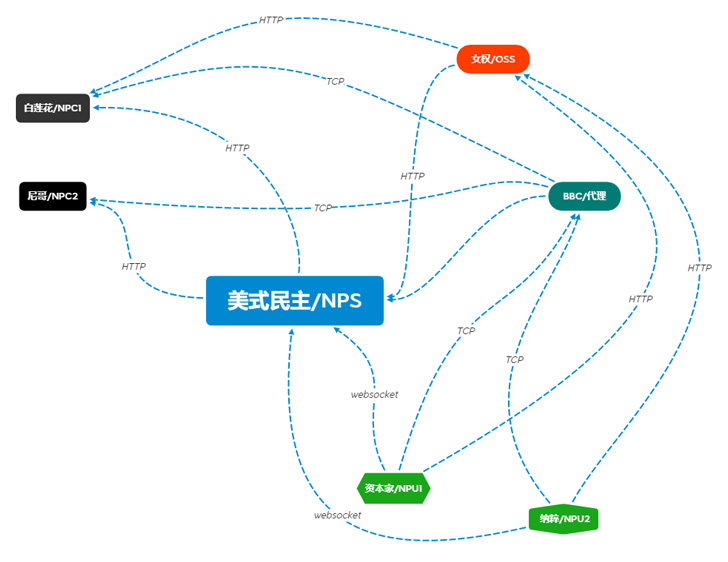 HTTP
女权/OSS
TCP
白莲花/NPC1
HTTP
HTTP
尼哥/NPC2
BBC/代理
TCP
HTTP
HTTP
美式民主/NPS
HTTP
TCP
TCP
websocket
资本家/NPU1
websocket
纳粹/NPU2